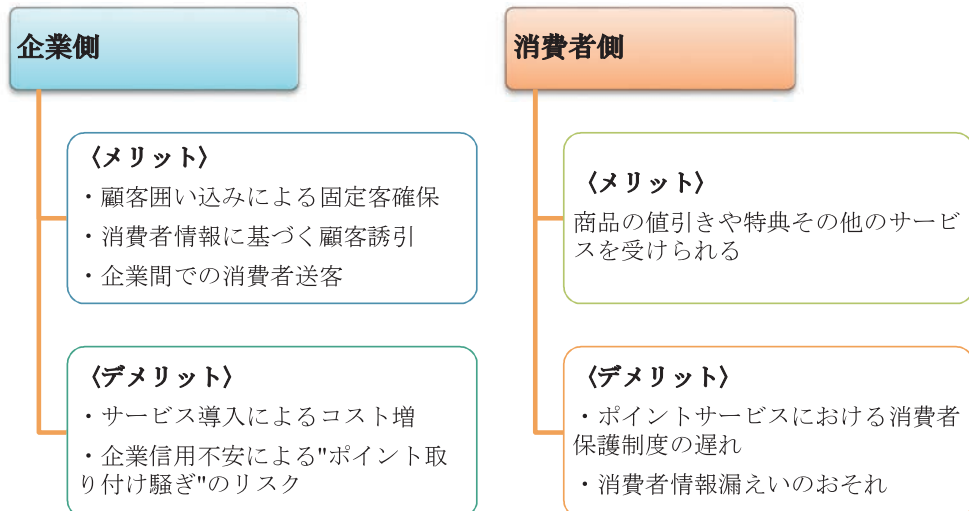 企業側
〈メリット〉
・顧客囲い込みによる固定客確保
・消費者情報に基づく顧客誘引
・企業間での消費者送客
〈デメリット〉
・サービス導入によるコスト増
・企業信用不安による"ポイント取
り付け騒ぎ"のリスク
消費者側
〈メリット〉
商品の値引きや特典その他のサービ
スを受けられる
〈デメリット〉
・ポイントサービスにおける消費者
保護制度の遅れ
・消費者情報漏えいのおそれ